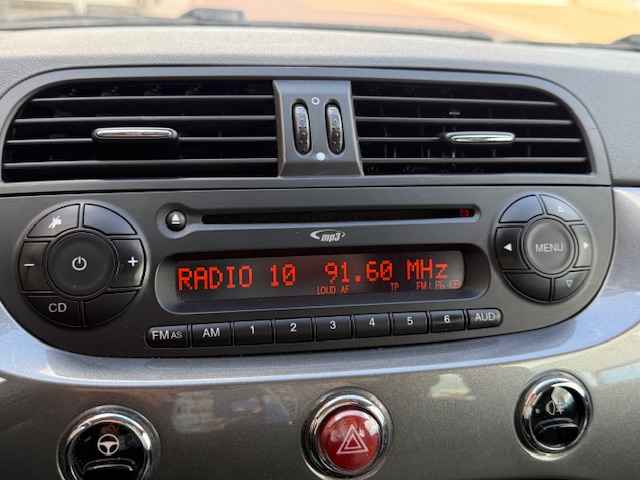 mp3
RADIO 10 91.60 MHz
LOUD AF TP FM
CD
MENU
FM AS AM 1 2 3 4 5 6 AUD